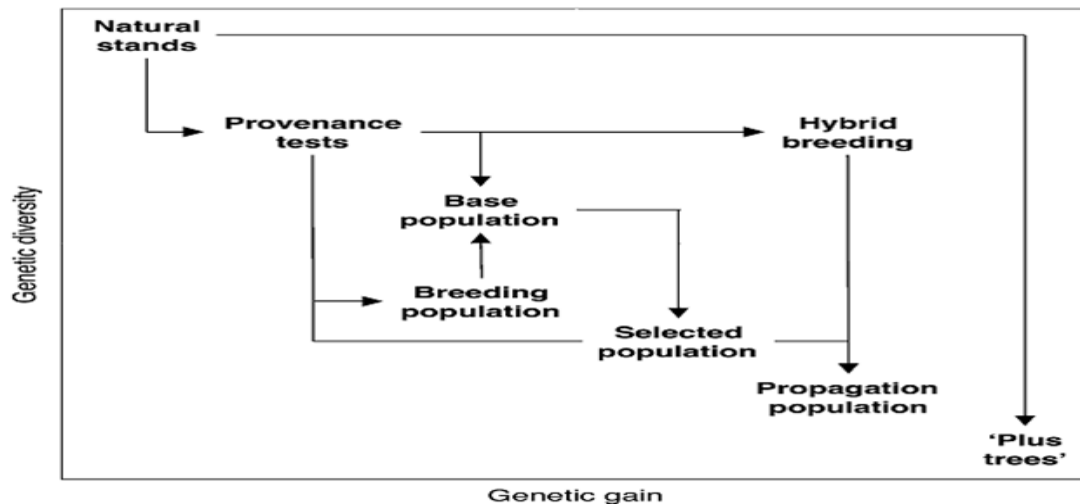 Natural
stands
Provenance
tests
Hybrid
breeding
Base
population
Breeding
population
Selected
population
Propagation
population
‘Plus
trees’
Genetic diversity
Genetic gain